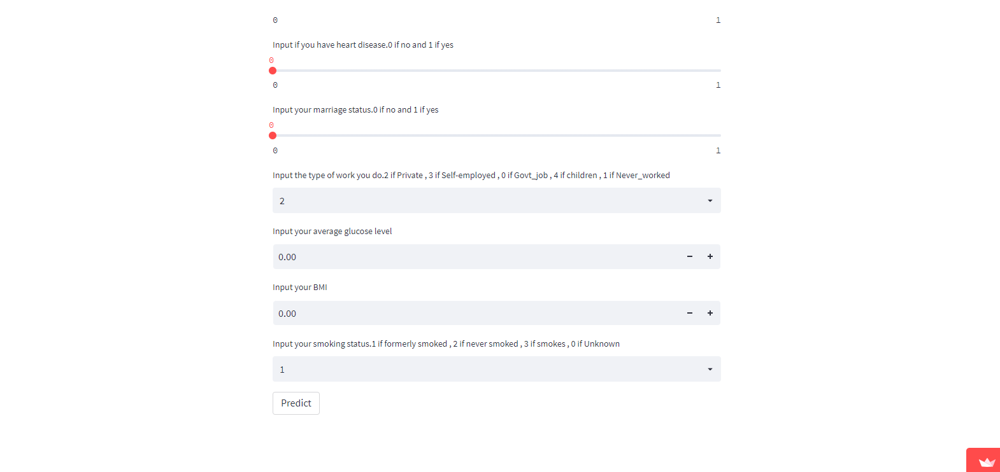 0 1
Input if you have heart disease.0 if no and 1 if yes
0
0 1
Input your marriage status.0 if no and 1 if yes
0
0 1
Input the type of work you do.2 if Private , 3 if Self-employed , 0 if Govt_job , 4 if children , 1 if Never_worked
2
Input your average glucose level
0.00
Input your BMI
0.00
Input your smoking status.1 if formerly smoked , 2 if never smoked , 3 if smokes , 0 if Unknown
1
Predict